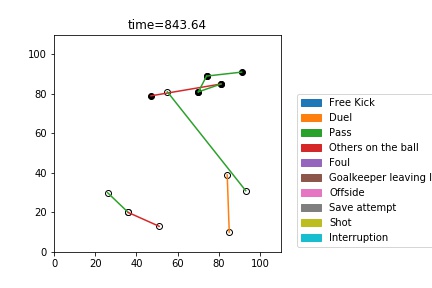 time=843.64
100
80
60
40
20
0
0 20 40 60 80 100
Free Kick
Duel
Pass
Others on the ball
Foul
Goalkeeper leaving l
Offside
Save attempt
Shot
Interruption